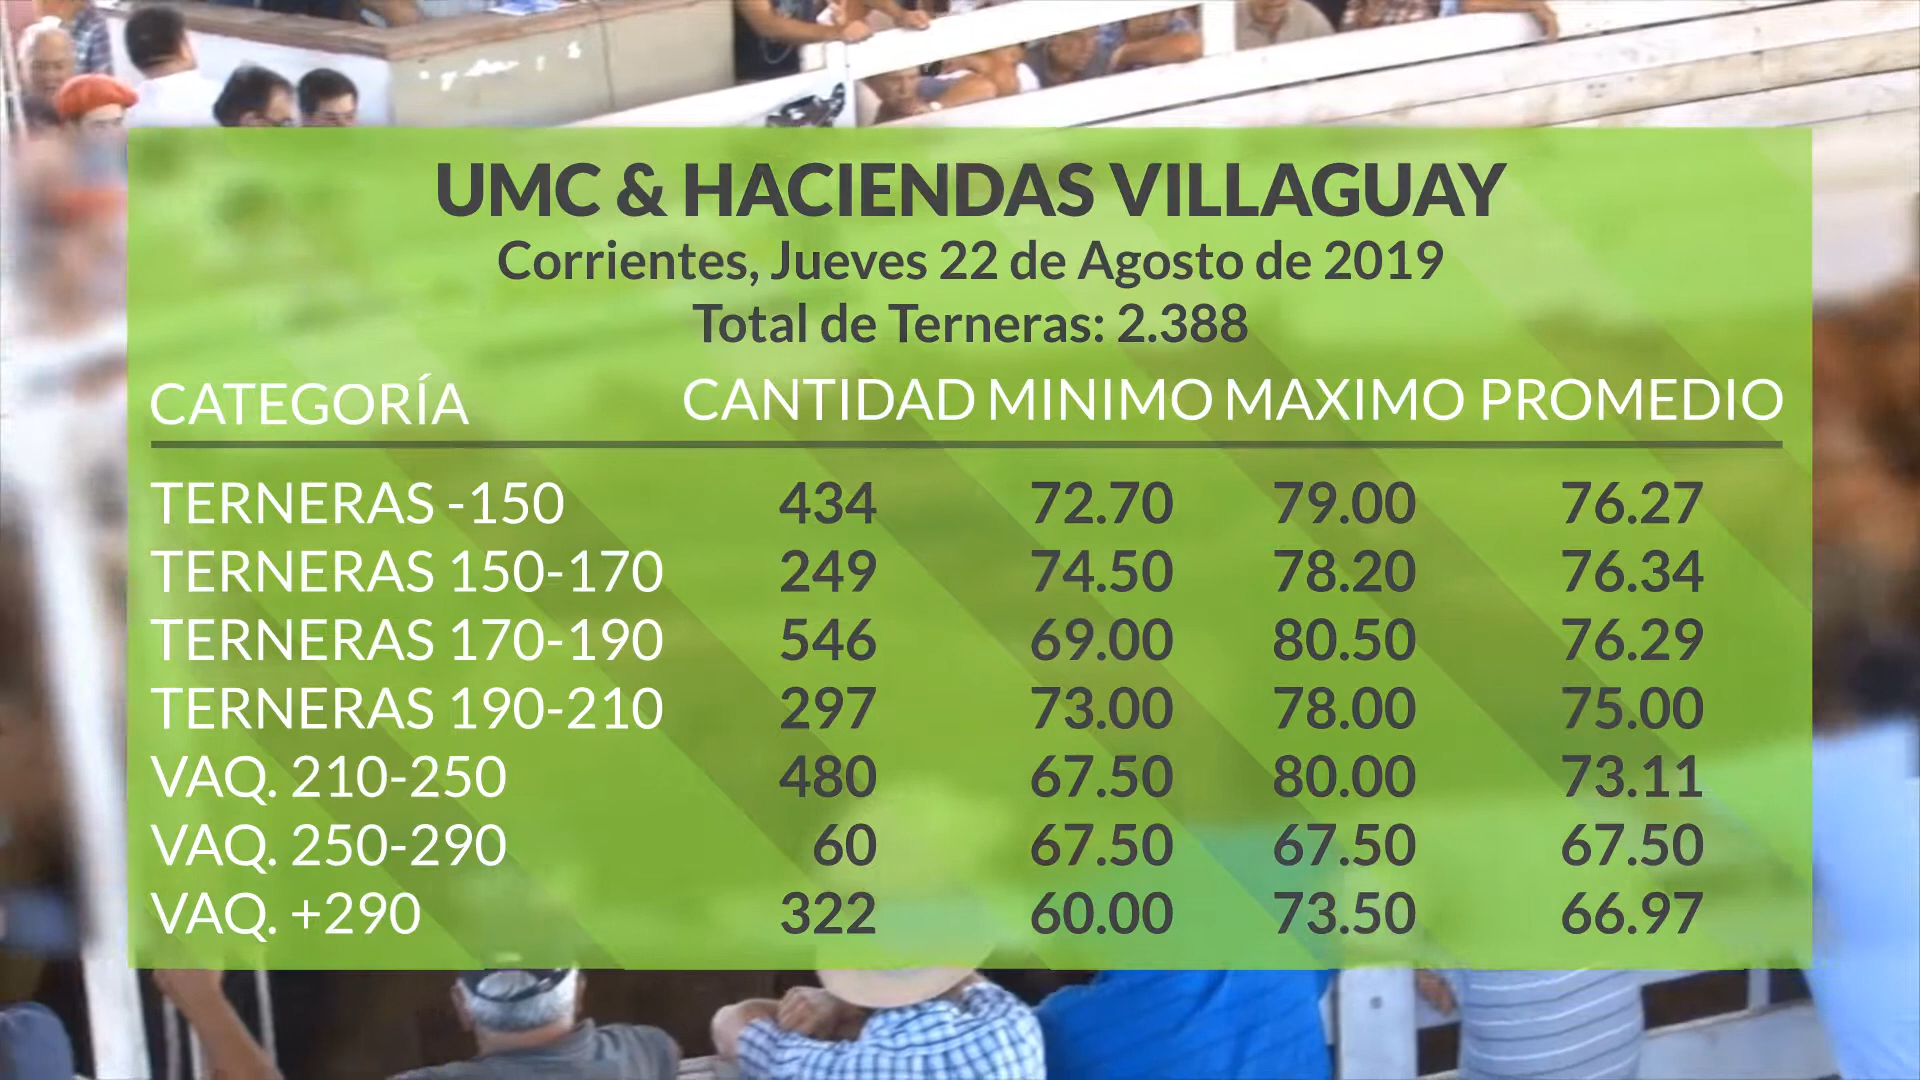 UMC & HACIENDAS VILLAGUAY
Corrientes, Jueves 22 de Agosto de 2019
Total de Terneras: 2.388
CATEGORÍA CANTIDAD MINIMO MAXIMO PROMEDIO
TERNERAS -150 434 72.70 79.00 76.27
TERNERAS 150-170 249 74.50 78.20 76.34
TERNERAS 170-190 546 69.00 80.50 76.29
TERNERAS 190-210 297 73.00 78.00 75.00
VAQ. 210-250 480 67.50 80.00 73.11
VAQ. 250-290 60 67.50 67.50 67.50
VAQ. +290 322 60.00 73.50 66.97